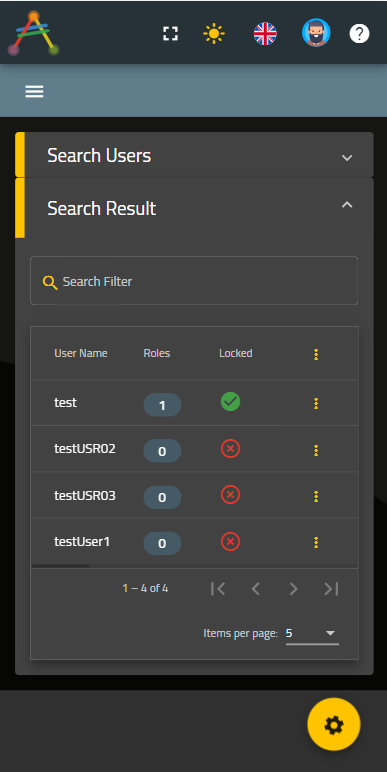 Search Users
Search Result
Search Filter
User Name Roles Locked
test 1
testUSR02 0
testUSR03 0
testUser1 0
1 – 4 of 4
Items per page: 5